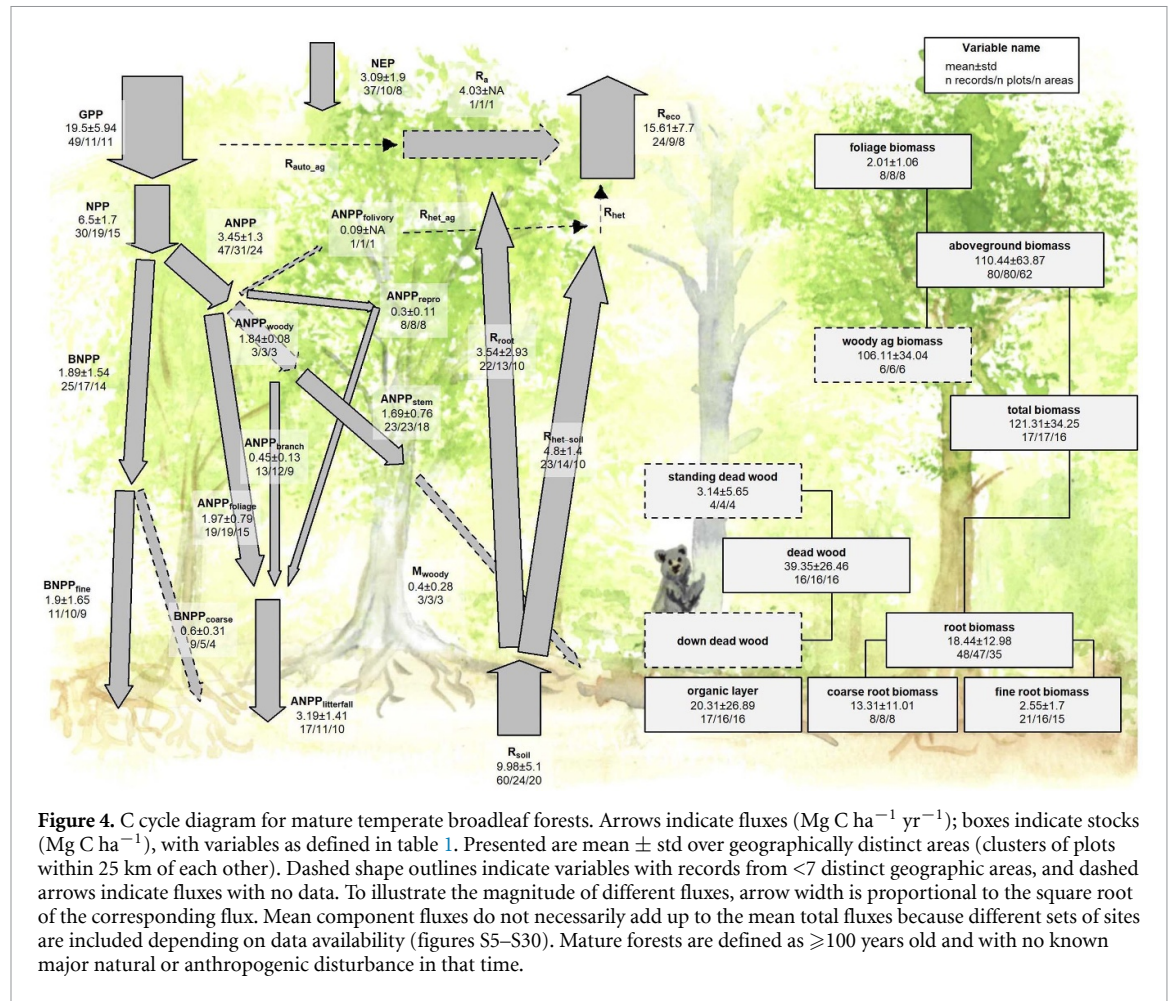 Variable name
mean±std
n records/n plots/n areas
NEP
3.09±1.9
37/10/8
R_a
4.03±NA
1/1/1
GPP
19.5±5.94
49/11/11
R_eco
15.61±7.7
24/9/8
R_auto_ag
NPP
6.5±1.7
30/19/15
ANPP
3.45±1.3
47/31/24
ANPP_folivory
0.09±NA
1/1/1
R_het_ag
R_het
ANPP_repro
0.3±0.11
8/8/8
ANPP_woody
1.84±0.08
3/3/3
BNPP
1.89±1.54
25/17/14
R_root
3.54±2.93
22/13/10
ANPP_stem
1.69±0.76
23/23/18
ANPP_branch
0.45±0.13
13/12/9
R_het-soil
4.8±1.4
23/14/10
ANPP_foliage
1.97±0.79
19/19/15
M_woody
0.4±0.28
3/3/3
BNPP_fine
1.9±1.65
11/10/9
BNPP_coarse
0.6±0.31
9/5/4
ANPP_litterfall
3.19±1.41
17/11/10
R_soil
9.98±5.1
60/24/20
foliage biomass
2.01±1.06
8/8/8
aboveground biomass
110.44±63.87
80/80/62
woody ag biomass
106.11±34.04
6/6/6
total biomass
121.31±34.25
17/17/16
standing dead wood
3.14±5.65
4/4/4
dead wood
39.35±26.46
16/16/16
down dead wood
root biomass
18.44±12.98
48/47/35
organic layer
20.31±26.89
17/16/16
coarse root biomass
13.31±11.01
8/8/8
fine root biomass
2.55±1.7
21/16/15
Figure 4. C cycle diagram for mature temperate broadleaf forests. Arrows indicate fluxes (Mg C ha⁻¹ yr⁻¹); boxes indicate stocks
(Mg C ha⁻¹), with variables as defined in table 1. Presented are mean ± std over geographically distinct areas (clusters of plots
within 25 km of each other). Dashed shape outlines indicate variables with records from <7 distinct geographic areas, and dashed
arrows indicate fluxes with no data. To illustrate the magnitude of different fluxes, arrow width is proportional to the square root
of the corresponding flux. Mean component fluxes do not necessarily add up to the mean total fluxes because different sets of sites
are included depending on data availability (figures S5–S30). Mature forests are defined as ⩾100 years old and with no known
major natural or anthropogenic disturbance in that time.